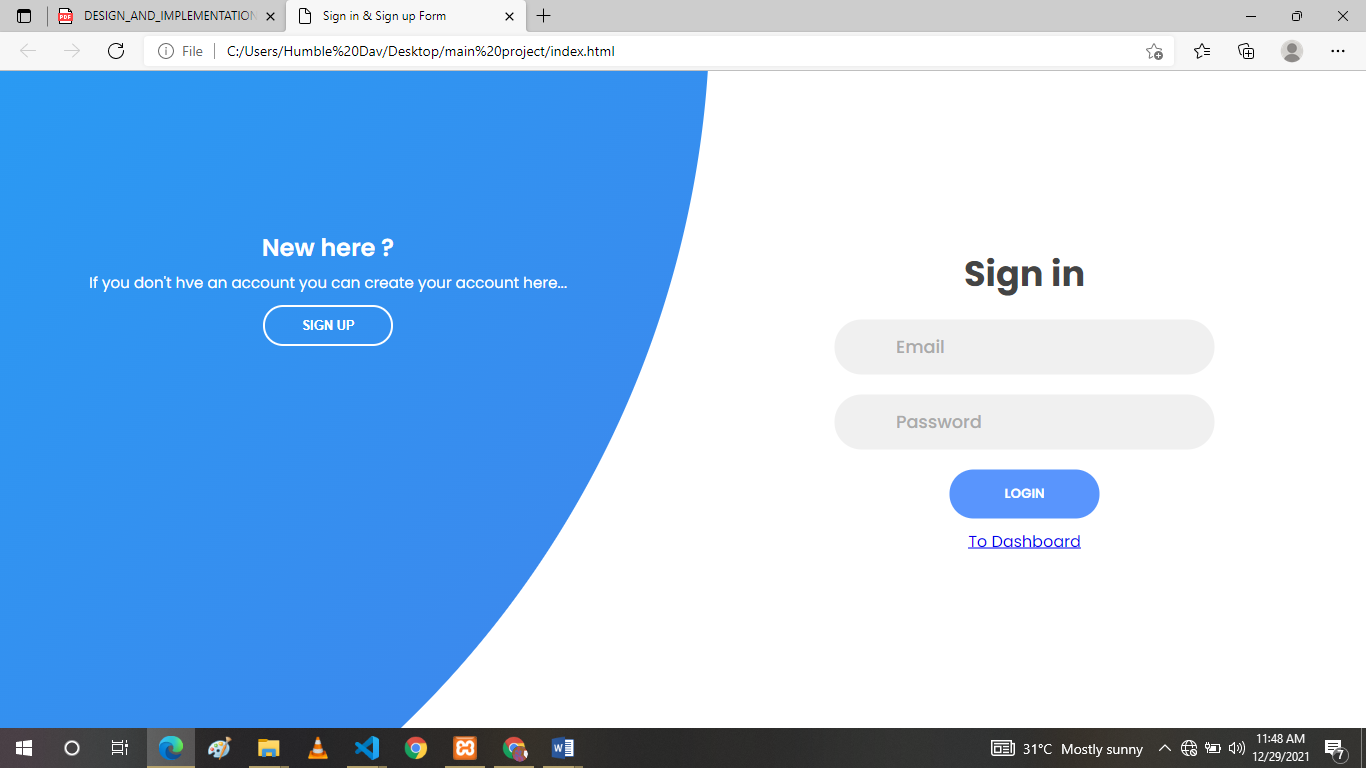 DESIGN_AND_IMPLEMENTATION
Sign in & Sign up Form
File
C:/Users/Humble%20Dav/Desktop/main%20project/index.html
New here ?
If you don't hve an account you can create your account here...
SIGN UP
Sign in
Email
Password
LOGIN
To Dashboard
31°C Mostly sunny
11:48 AM
12/29/2021
7